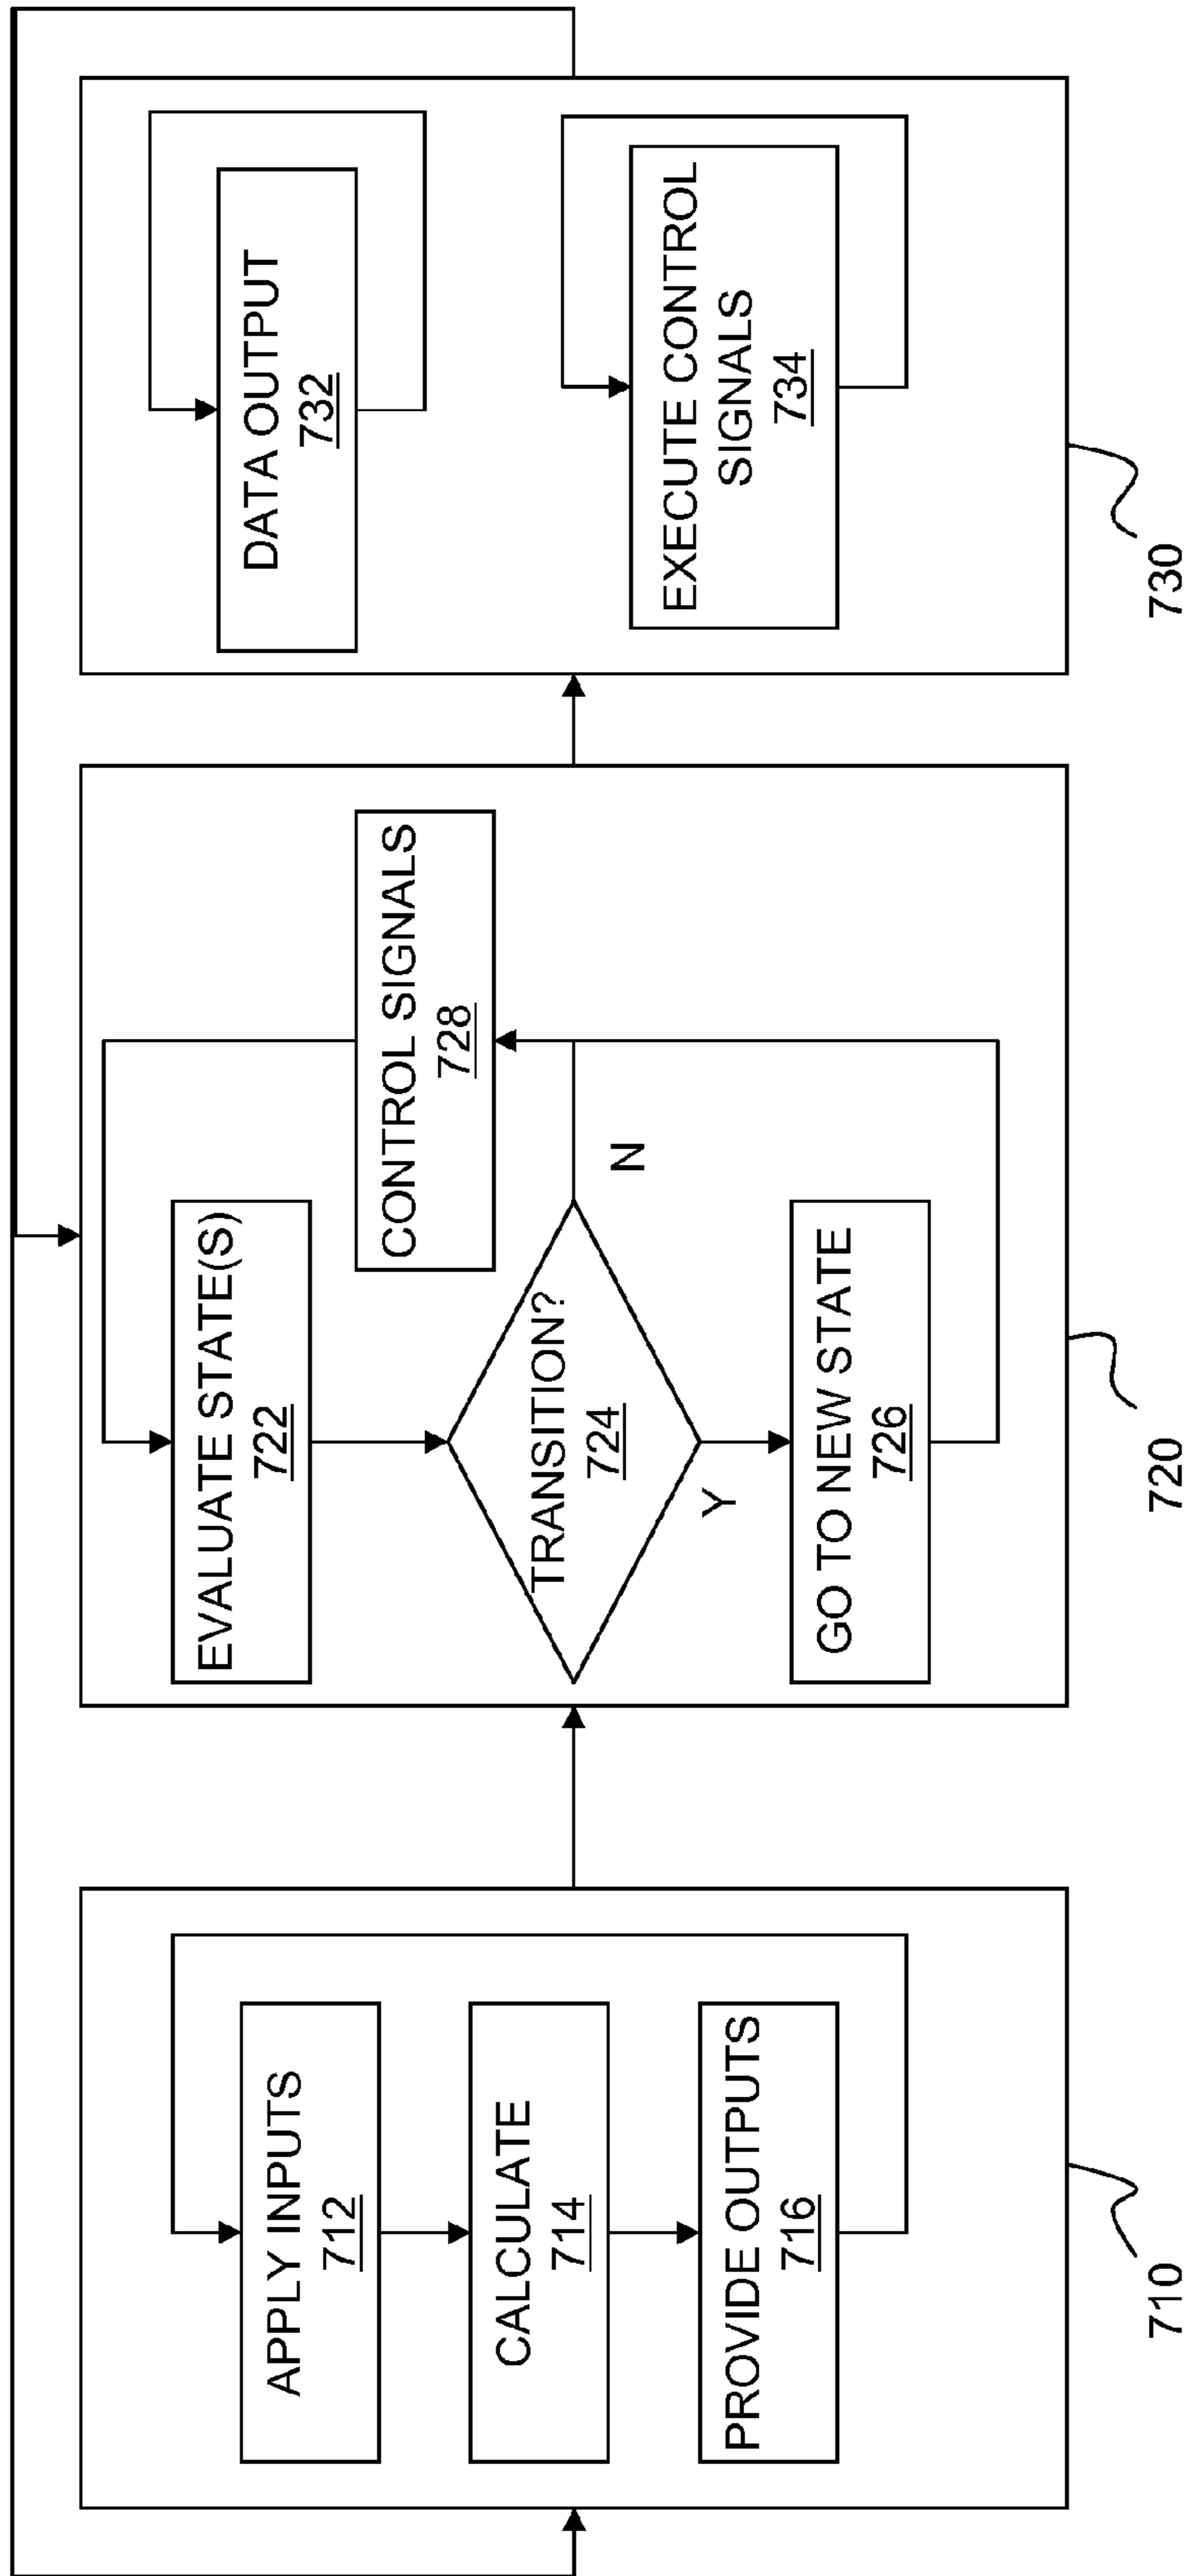 APPLY INPUTS
712
CALCULATE
714
PROVIDE OUTPUTS
716
710
EVALUATE STATE(S)
722
TRANSITION?
724
Y
N
GO TO NEW STATE
726
CONTROL SIGNALS
728
720
DATA OUTPUT
732
EXECUTE CONTROL
SIGNALS
734
730